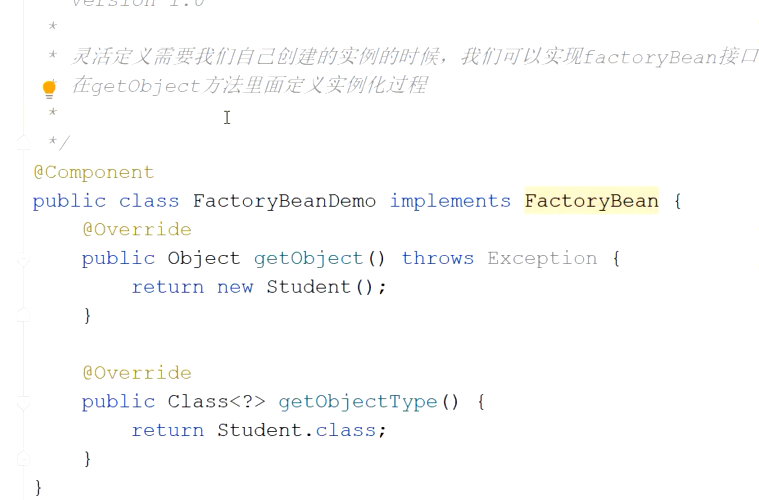 version 1.0
*
* 灵活定义需要我们自己创建的实例的时候，我们可以实现factoryBean接口
在getObject方法里面定义实例化过程
*
*/
@Component
public class FactoryBeanDemo implements FactoryBean {
@Override
public Object getObject() throws Exception {
return new Student();
}
@Override
public Class<?> getObjectType() {
return Student.class;
}
}